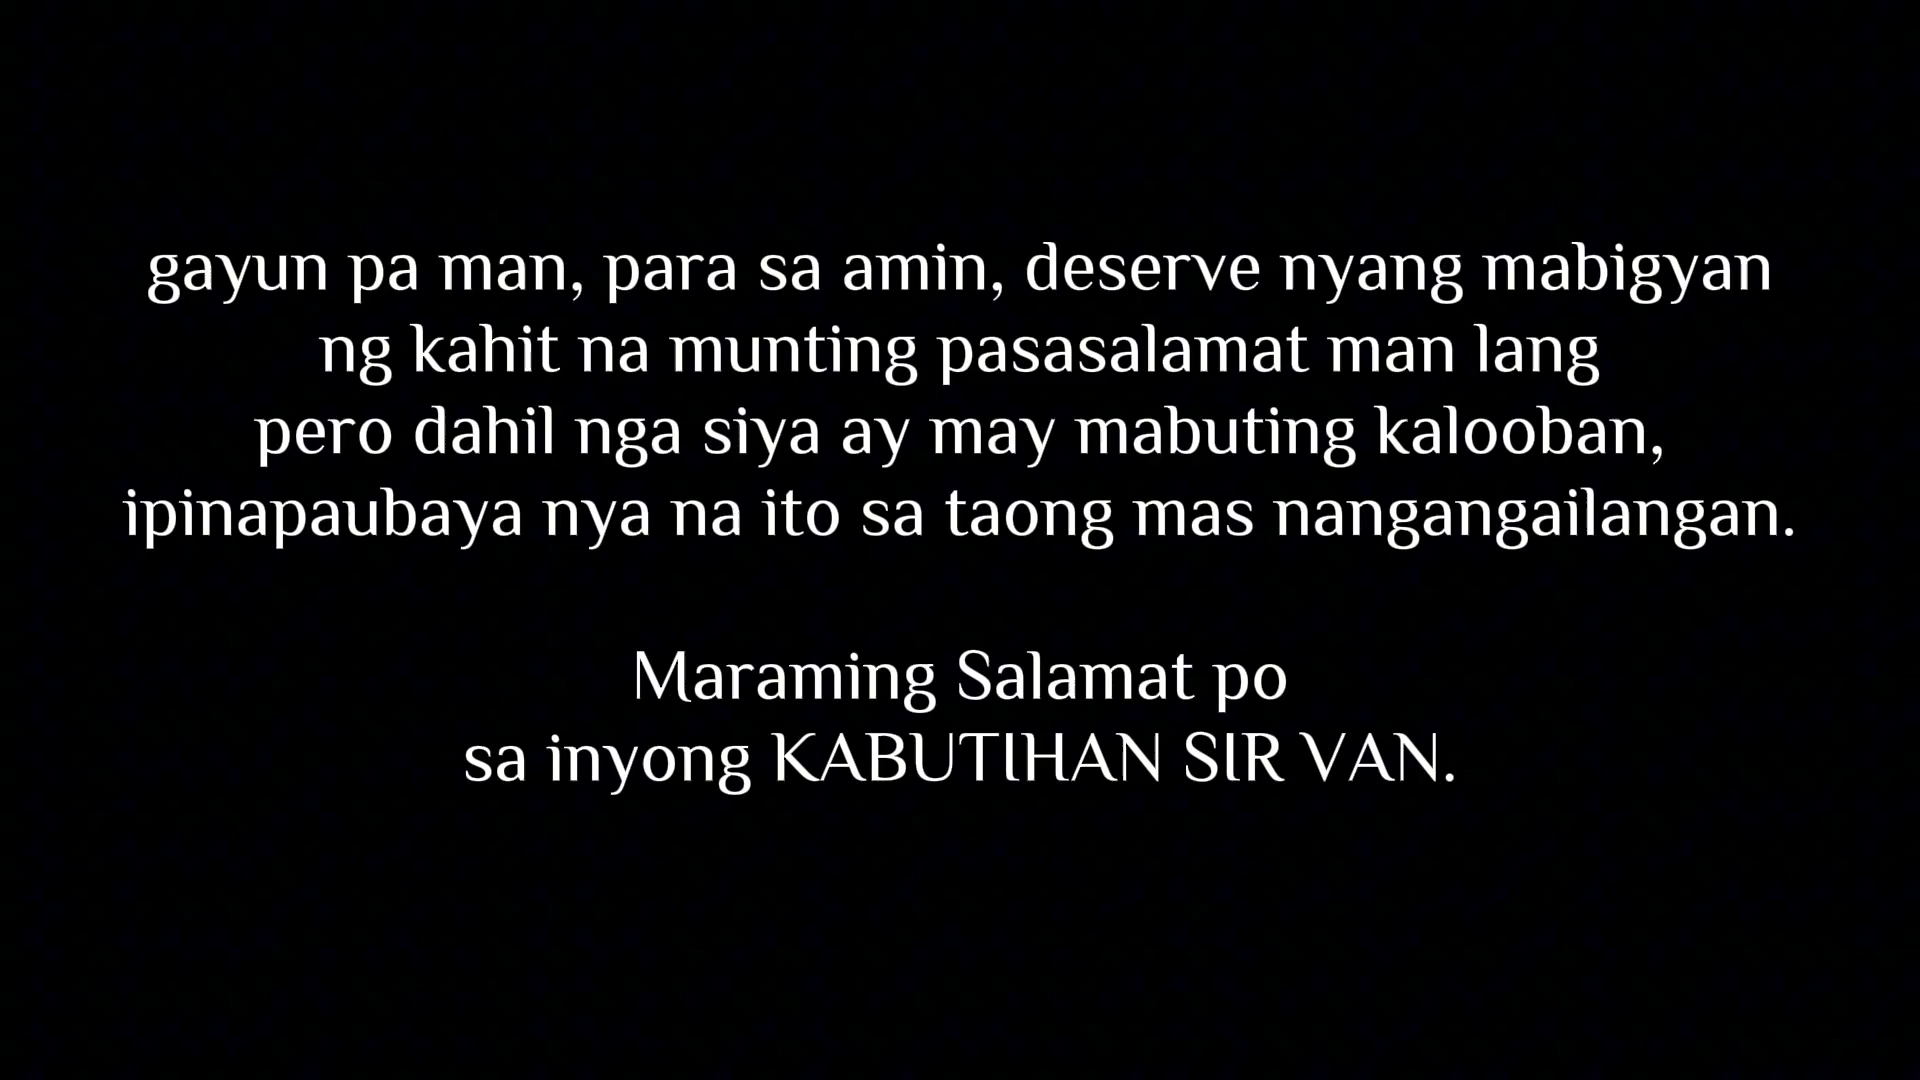 gayun pa man, para sa amin, deserve nyang mabigyan
ng kahit na munting pasasalamat man lang
pero dahil nga siya ay may mabuting kalooban,
ipinapaubaya nya na ito sa taong mas nangangailangan.
Maraming Salamat po
sa inyong KABUTIHAN SIR VAN.